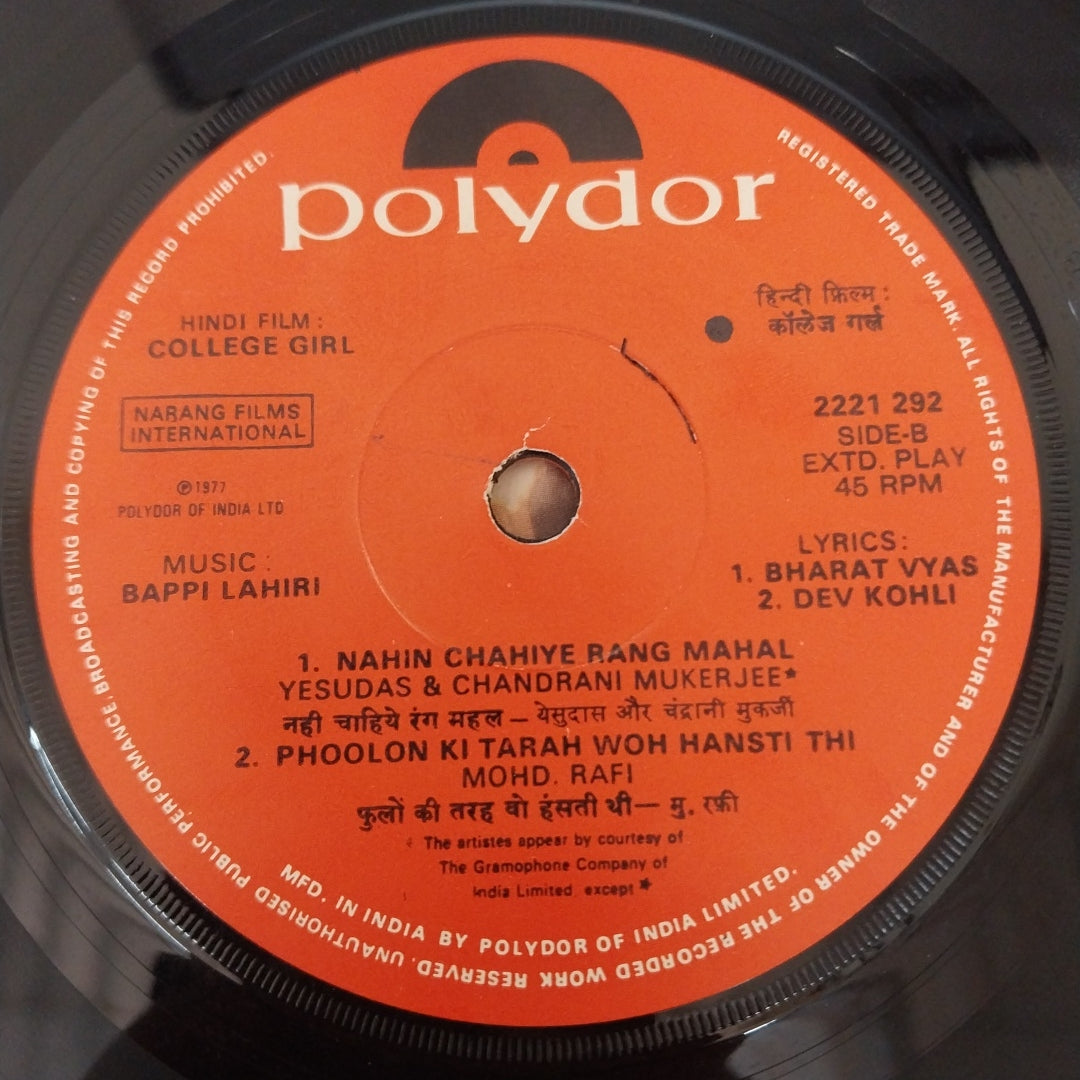 polydor
HINDI FILM :
COLLEGE GIRL
NARANG FILMS
INTERNATIONAL
℗ 1977
POLYDOR OF INDIA LTD
MUSIC :
BAPPI LAHIRI
हिन्दी फ़िल्म :
कॉलेज गर्ल
2221 292
SIDE-B
EXTD. PLAY
45 RPM
LYRICS :
1. BHARAT VYAS
2. DEV KOHLI
1. NAHIN CHAHIYE RANG MAHAL
YESUDAS & CHANDRANI MUKERJEE*
नही चाहिये रंग महल – येसुदास और चंद्रानी मुकर्जी
2. PHOOLON KI TARAH WOH HANSTI THI
MOHD. RAFI
फुलों की तरह वो हंसती थी – मु. रफ़ी
The artistes appear by courtesy of
The Gramophone Company of
India Limited except *
MFD. IN INDIA BY POLYDOR OF INDIA LIMITED.
REGISTERED TRADE MARK. ALL RIGHTS OF THE MANUFACTURER AND OF THE OWNER OF THE RECORDED WORK RESERVED. UNAUTHORISED PUBLIC PERFORMANCE, BROADCASTING AND COPYING OF THIS RECORD PROHIBITED.